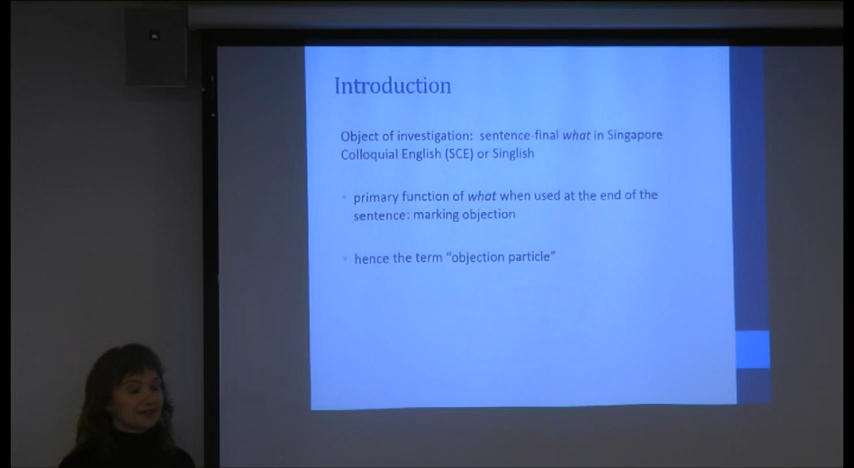 Introduction
Object of investigation: sentence-final what in Singapore
Colloquial English (SCE) or Singlish
• primary function of what when used at the end of the
sentence: marking objection
• hence the term “objection particle”